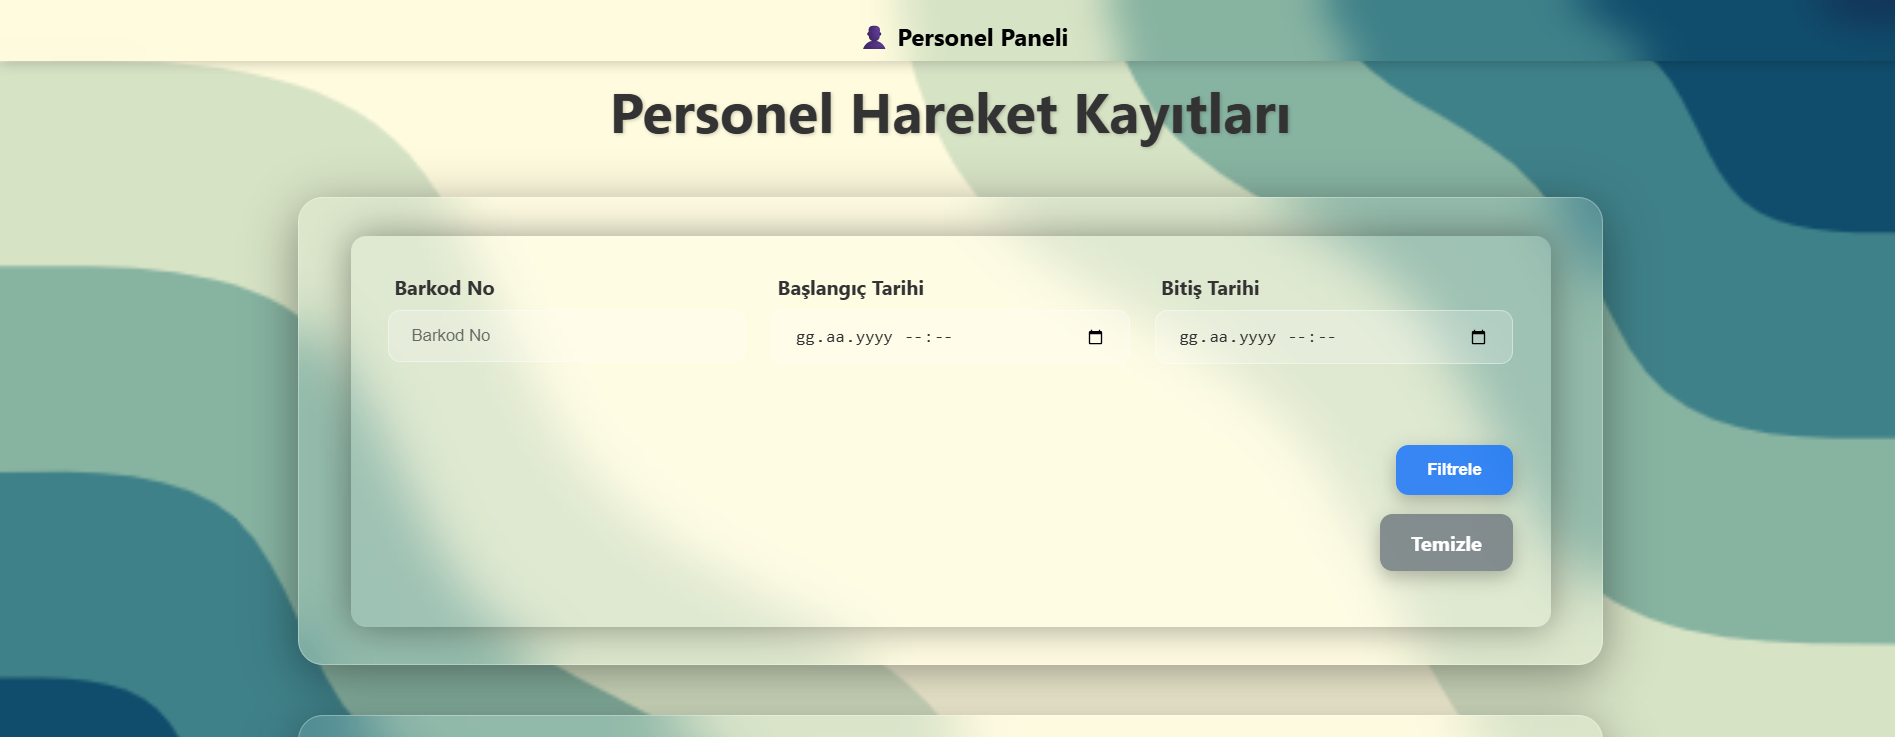 Personel Paneli
Personel Hareket Kayıtları
Barkod No
Başlangıç Tarihi
Bitiş Tarihi
Barkod No
gg.aa.yyyy --:--
gg.aa.yyyy --:--
Filtrele
Temizle